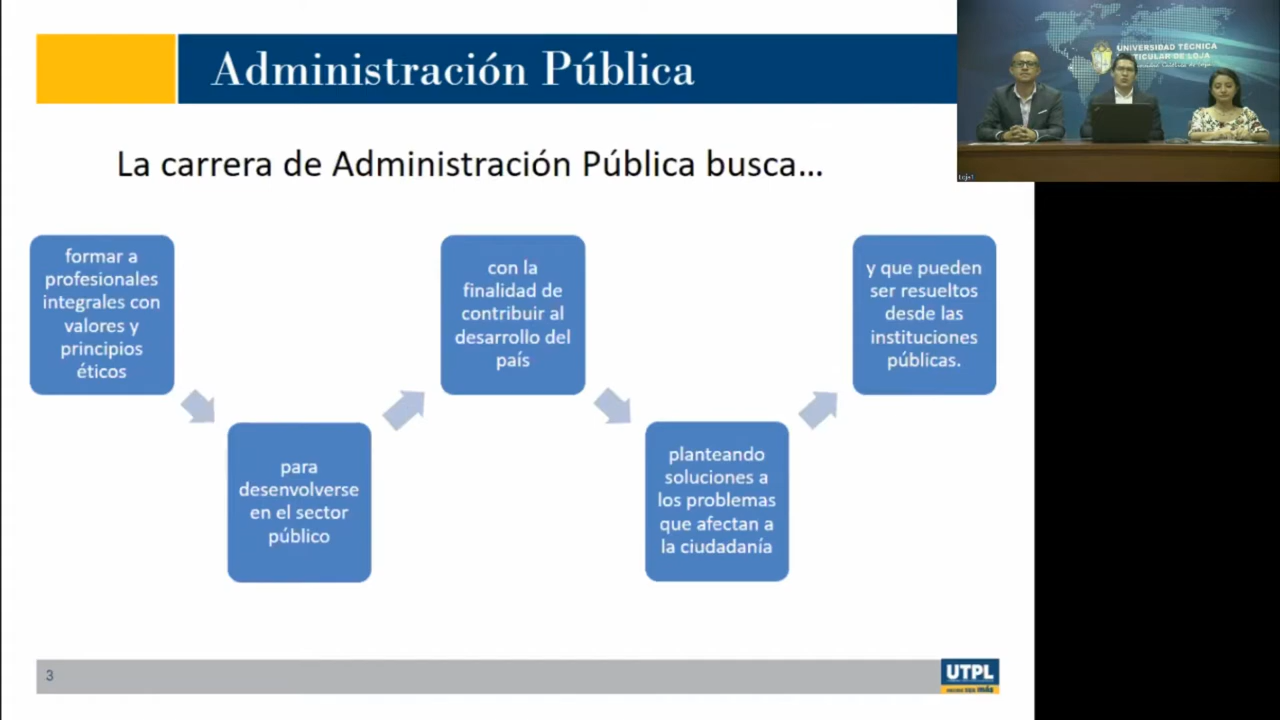 Administración Pública
La carrera de Administración Pública busca...
formar a
profesionales
integrales con
valores y
principios
éticos
para
desenvolverse
en el sector
público
con la
finalidad de
contribuir al
desarrollo del
país
planteando
soluciones a
los problemas
que afectan a
la ciudadanía
y que pueden
ser resueltos
desde las
instituciones
públicas.
3
UTPL
UNIVERSIDAD TÉCNICA
DE LOJA